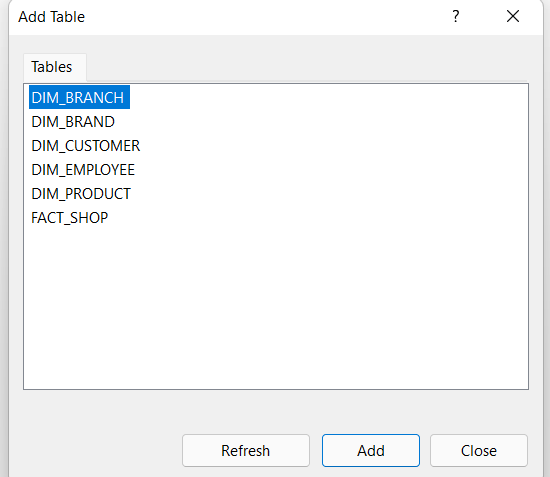 Add Table
?
Tables
DIM_BRANCH
DIM_BRAND
DIM_CUSTOMER
DIM_EMPLOYEE
DIM_PRODUCT
FACT_SHOP
Refresh Add Close